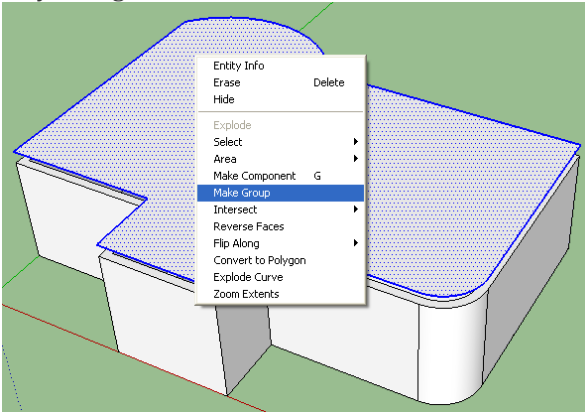 Entity Info
Erase Delete
Hide
Explode
Select
Area
Make Component G
Make Group
Intersect
Reverse Faces
Flip Along
Convert to Polygon
Explode Curve
Zoom Extents